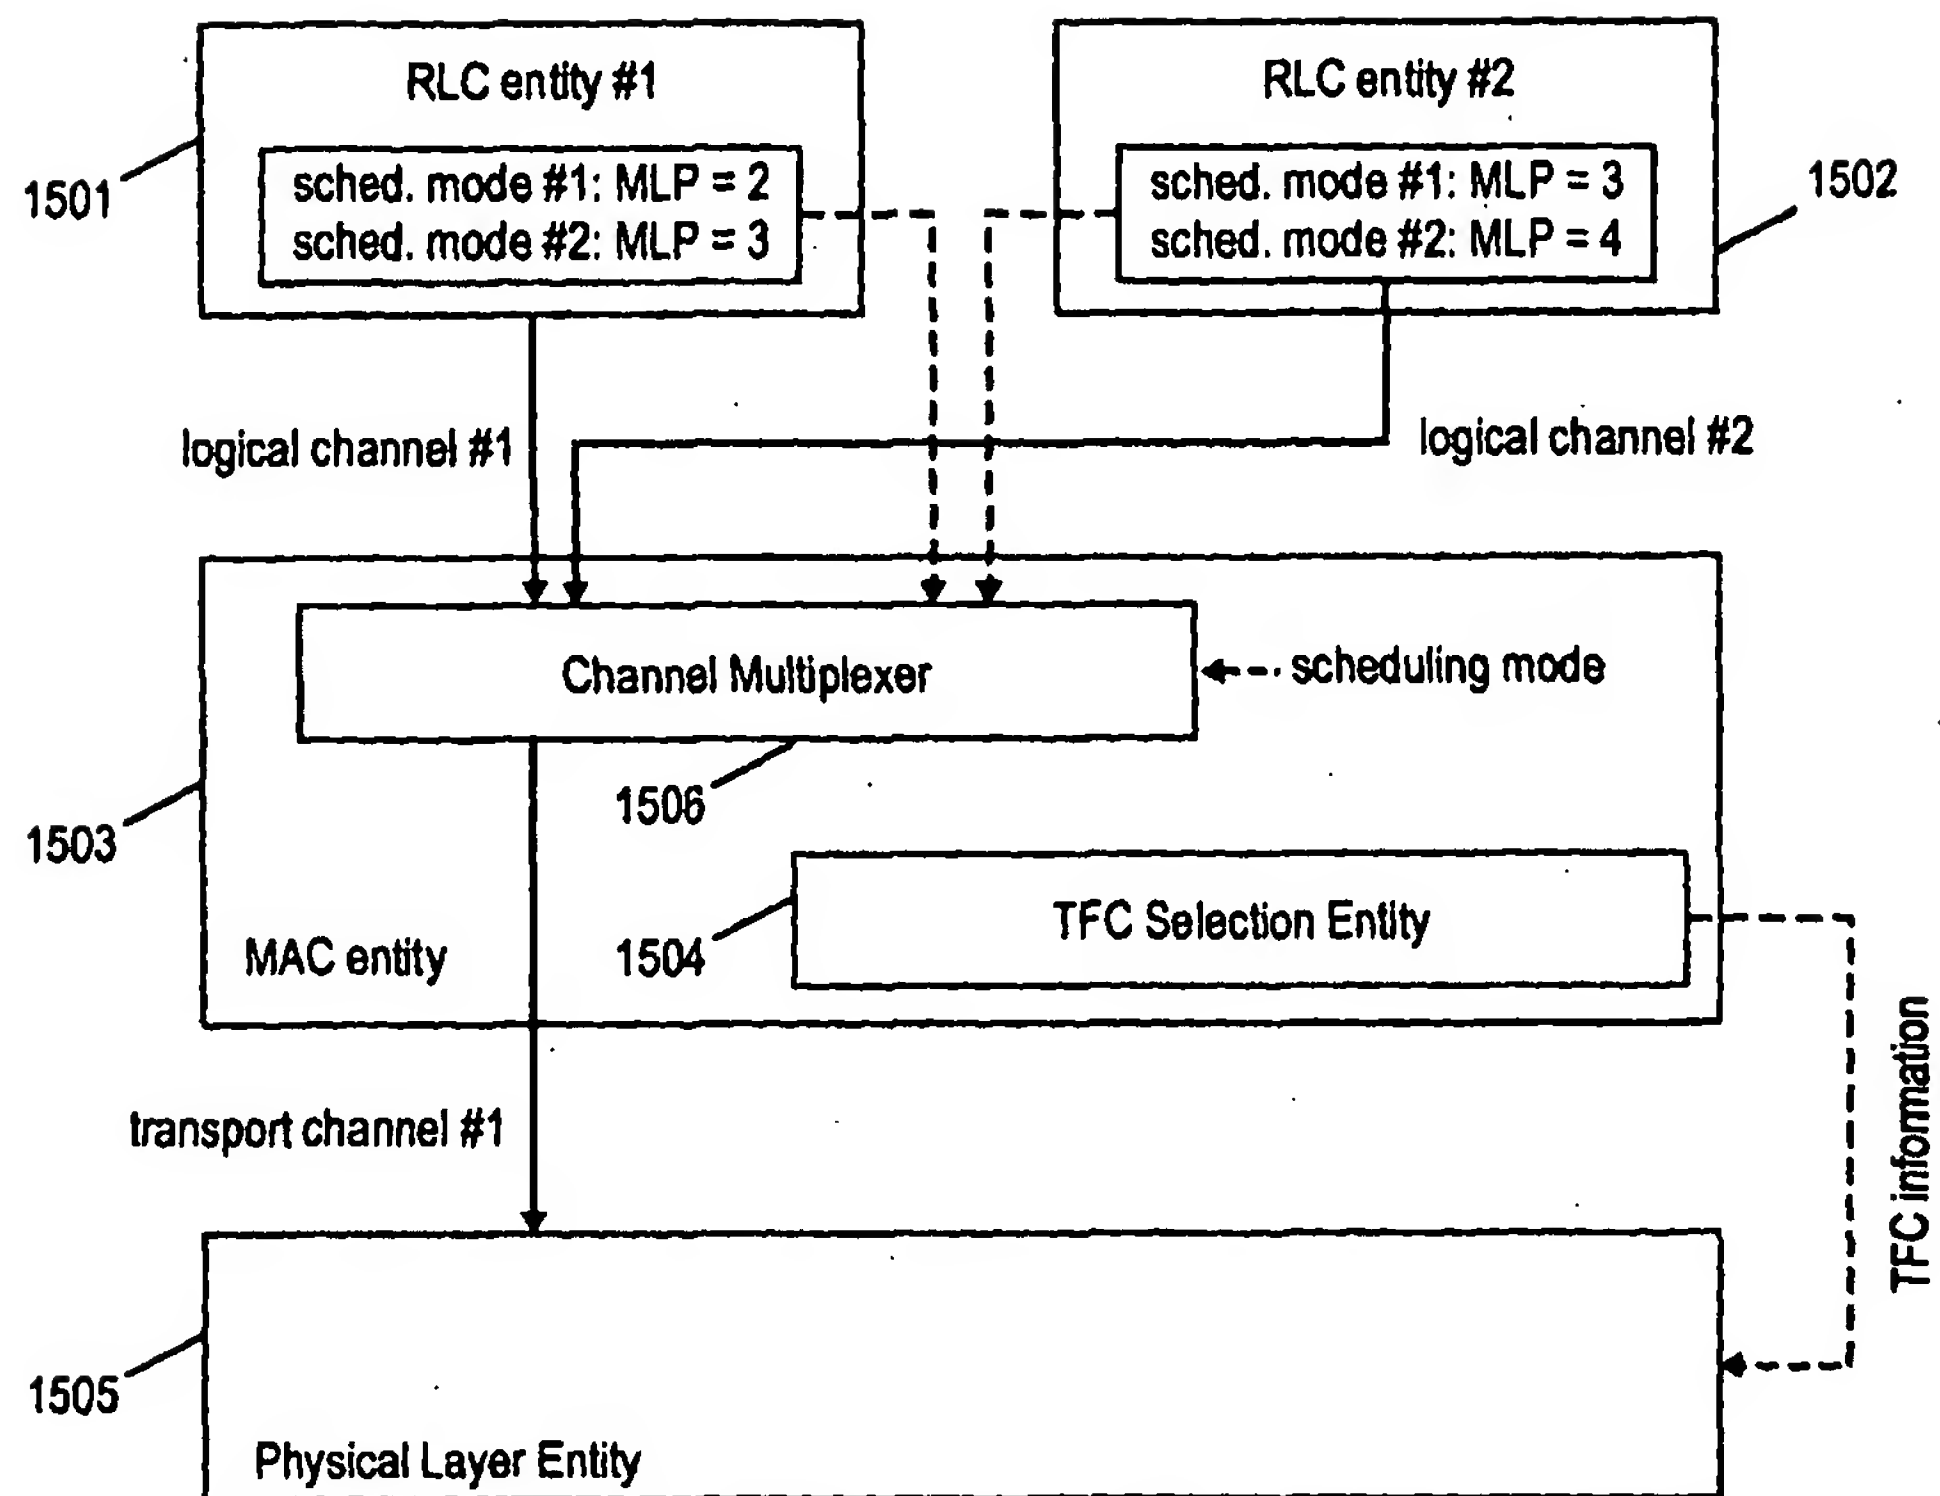 RLC entity #1
RLC entity #2
sched. mode #1: MLP = 2
sched. mode #2: MLP = 3
sched. mode #1: MLP = 3
sched. mode #2: MLP = 4
1501
1502
logical channel #1
logical channel #2
Channel Multiplexer
scheduling mode
1506
1503
TFC Selection Entity
1504
MAC entity
TFC information
transport channel #1
1505
Physical Layer Entity